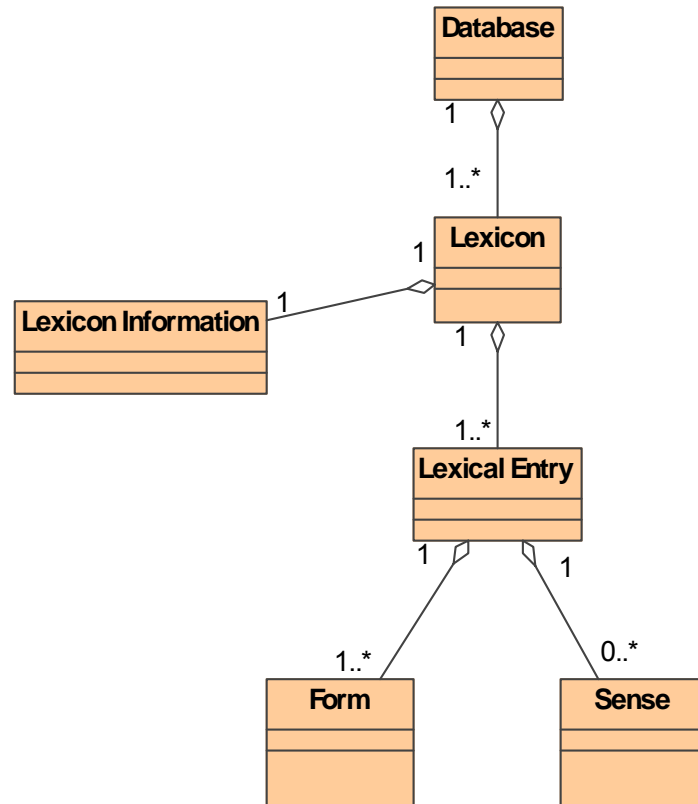 Database
1
1..*
Lexicon
1
1
Lexicon Information
1
1..*
Lexical Entry
1
1
1..*
0..*
Form
Sense